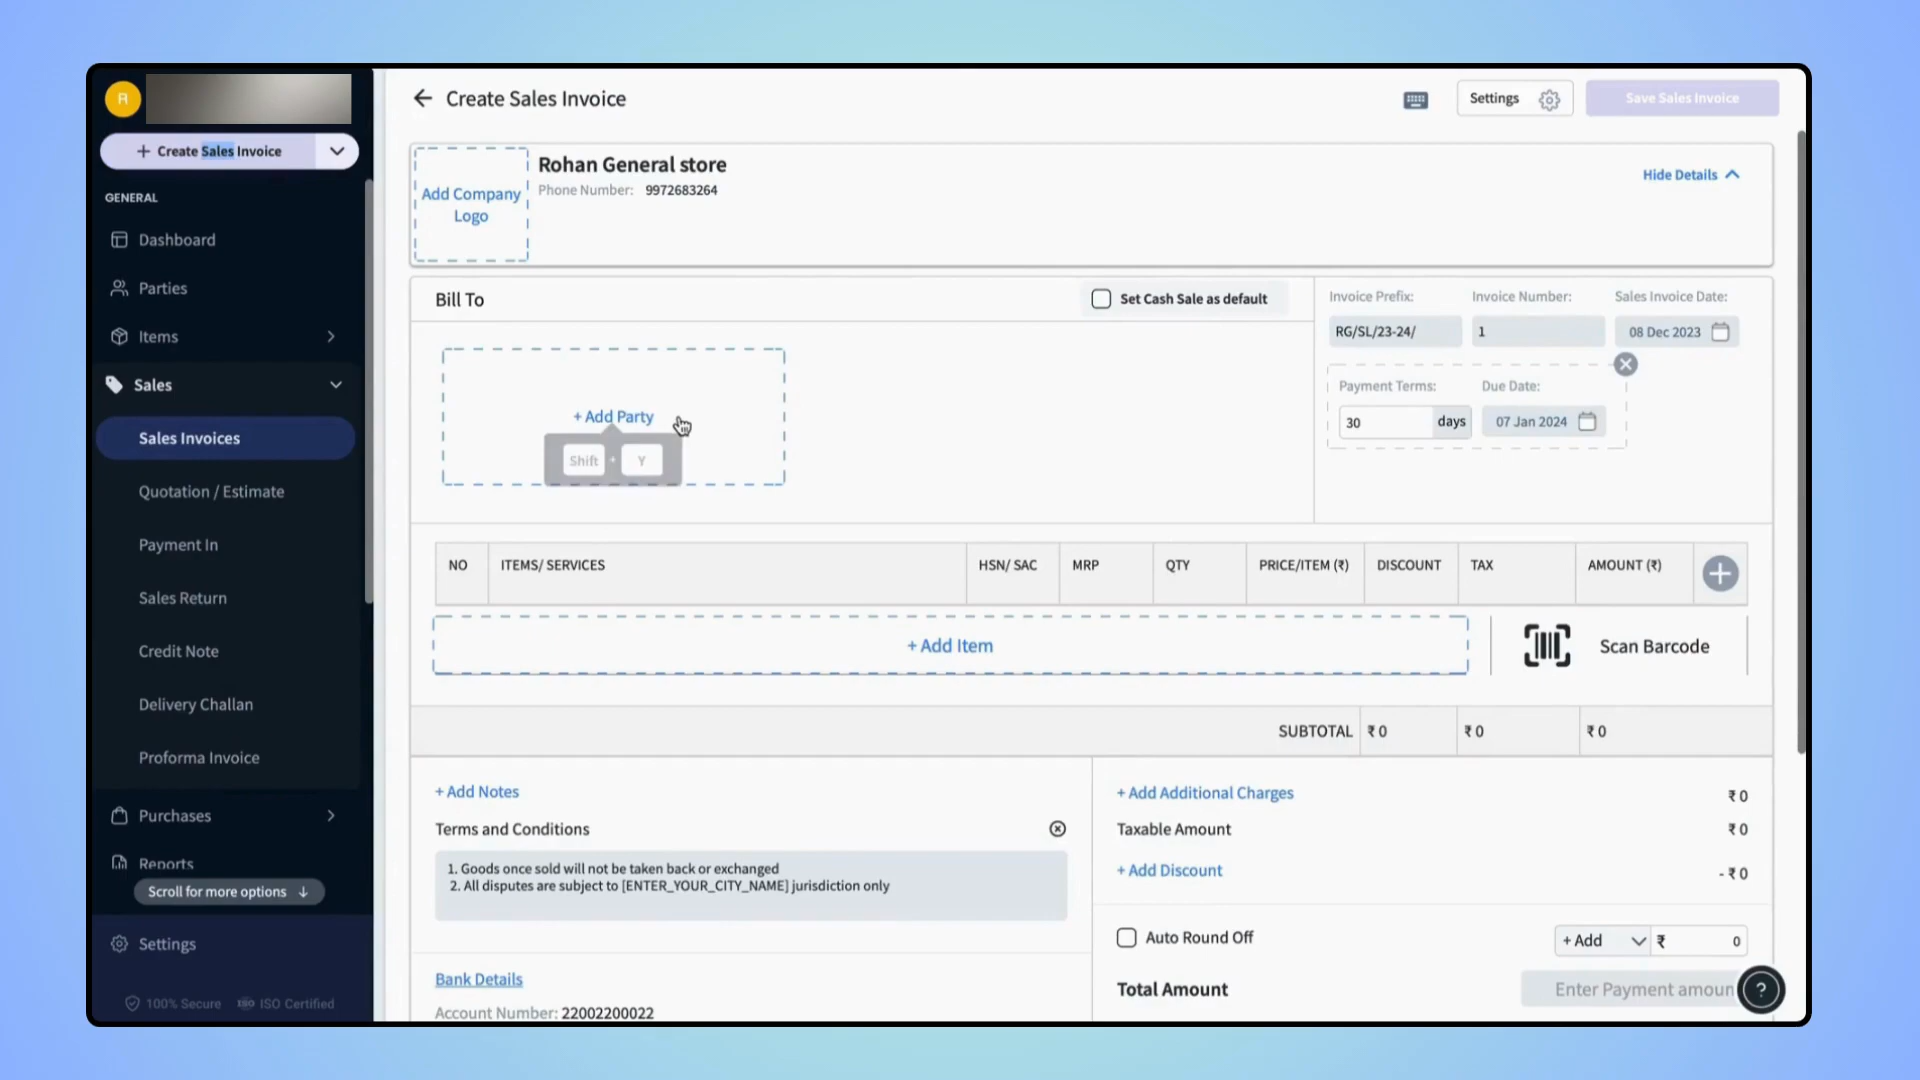 R
+ Create Sales Invoice
GENERAL
Dashboard
Parties
Items
Sales
Sales Invoices
Quotation / Estimate
Payment In
Sales Return
Credit Note
Delivery Challan
Proforma Invoice
Purchases
Reports
Scroll for more options ↓
Settings
100% Secure
ISO ISO Certified
Create Sales Invoice
Settings
Save Sales Invoice
Add Company
Logo
Rohan General store
Phone Number: 9972683264
Hide Details
Bill To
Set Cash Sale as default
+ Add Party
Shift + Y
Invoice Prefix: Invoice Number: Sales Invoice Date:
RG/SL/23-24/ 1 08 Dec 2023
Payment Terms: Due Date:
30 days 07 Jan 2024
NO ITEMS/ SERVICES HSN/ SAC MRP QTY PRICE/ITEM (₹) DISCOUNT TAX AMOUNT (₹)
+ Add Item
Scan Barcode
SUBTOTAL ₹ 0 ₹ 0 ₹ 0
+ Add Notes
Terms and Conditions
1. Goods once sold will not be taken back or exchanged
2. All disputes are subject to [ENTER_YOUR_CITY_NAME] jurisdiction only
Bank Details
Account Number: 22002200022
+ Add Additional Charges ₹ 0
Taxable Amount ₹ 0
+ Add Discount - ₹ 0
Auto Round Off
+ Add ₹ 0
Total Amount
Enter Payment amoun
?